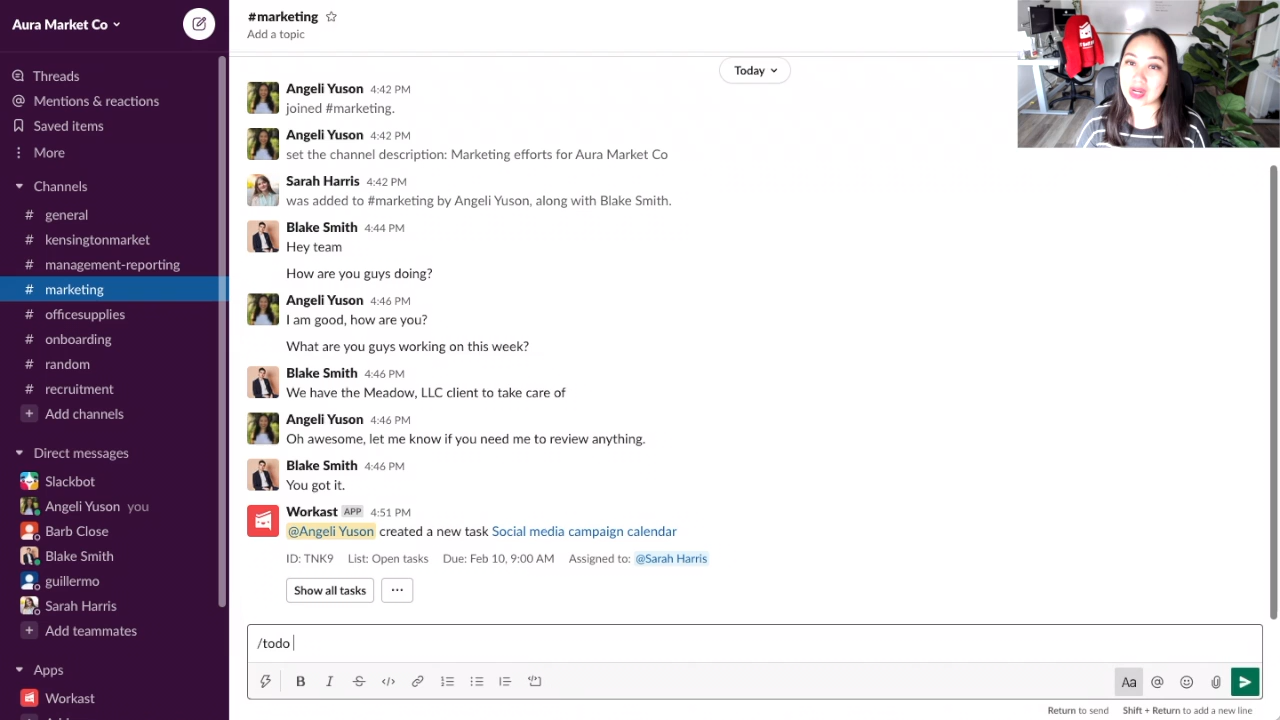 Aura Market Co
Threads
Mentions & reactions
Saved items
More
Channels
# general
# kensingtonmarket
# management-reporting
# marketing
# officesupplies
# onboarding
# random
# recruitment
+ Add channels
Direct messages
Slackbot
Angeli Yuson you
Barb Close
Blake Smith
guillermo
Sarah Harris
+ Add teammates
Apps
Workast
#marketing
Add a topic
Today
Angeli Yuson 4:42 PM
joined #marketing.
Angeli Yuson 4:42 PM
set the channel description: Marketing efforts for Aura Market Co
Sarah Harris 4:42 PM
was added to #marketing by Angeli Yuson, along with Blake Smith.
Blake Smith 4:44 PM
Hey team
How are you guys doing?
Angeli Yuson 4:46 PM
I am good, how are you?
What are you guys working on this week?
Blake Smith 4:46 PM
We have the Meadow, LLC client to take care of
Angeli Yuson 4:46 PM
Oh awesome, let me know if you need me to review anything.
Blake Smith 4:46 PM
You got it.
Workast APP 4:51 PM
@Angeli Yuson created a new task Social media campaign calendar
ID: TNK9 List: Open tasks Due: Feb 10, 9:00 AM Assigned to: @Sarah Harris
Show all tasks ...
/todo
B I S </> Aa @
Return to send Shift + Return to add a new line